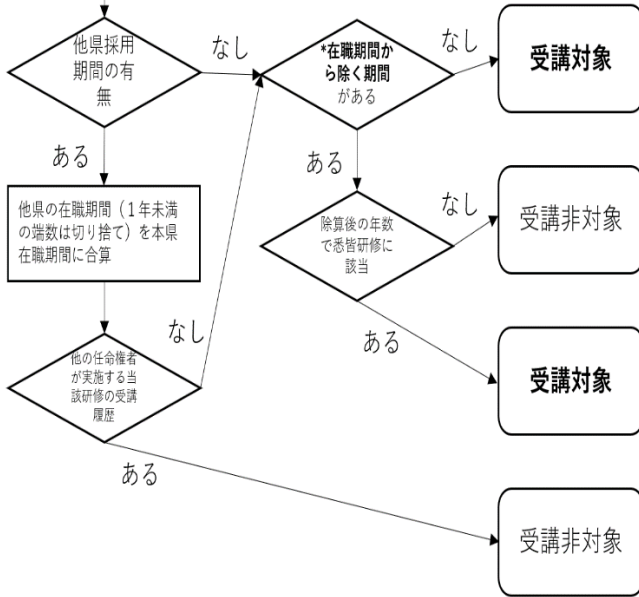 他県採用
期間の有
無
なし
*在職期間か
ら除く期間
がある
なし
受講対象
ある
ある
他県の在職期間（１年未満
の端数は切り捨て）を本県
在職期間に合算
除算後の年数
で悉皆研修に
該当
なし
受講非対象
なし
ある
他の任命権者
が実施する当
該研修の受講
履歴
受講対象
ある
受講非対象